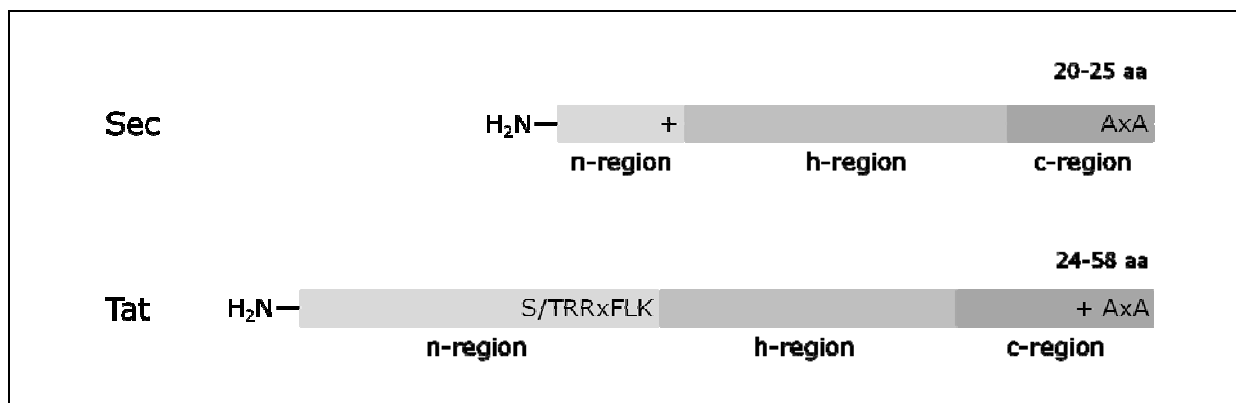 20-25 aa
Sec H₂N + AxA
n-region h-region c-region
24-58 aa
Tat H₂N S/TRRxFLK + AxA
n-region h-region c-region